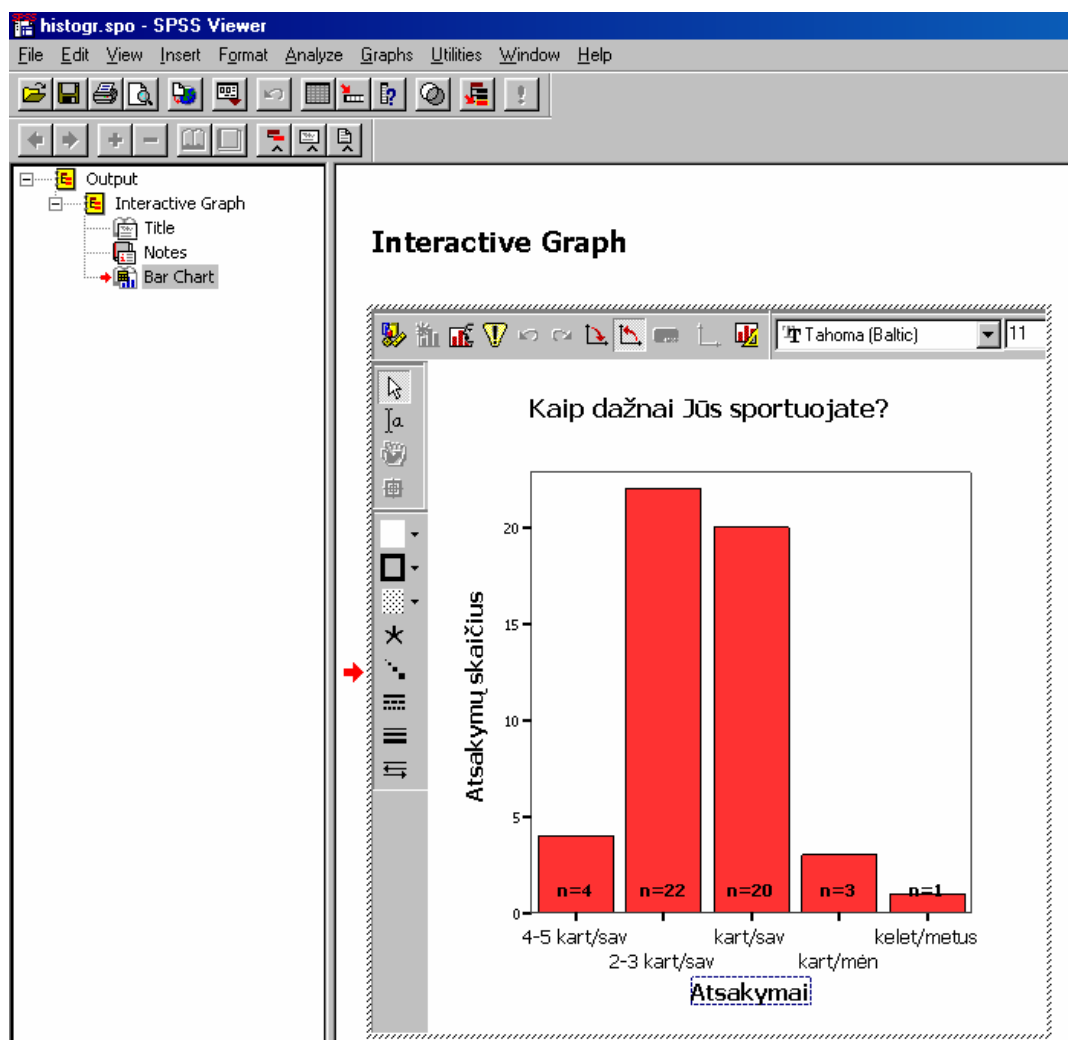 histogr.spo - SPSS Viewer
File Edit View Insert Format Analyze Graphs Utilities Window Help
Output
Interactive Graph
Title
Notes
Bar Chart
Interactive Graph
Tahoma (Baltic) 11
Kaip dažnai Jūs sportuojate?
Atsakymų skaičius
20
15
10
5
0
n=4 n=22 n=20 n=3 n=1
4-5 kart/sav kart/sav kelet/metus
2-3 kart/sav kart/mėn
Atsakymai